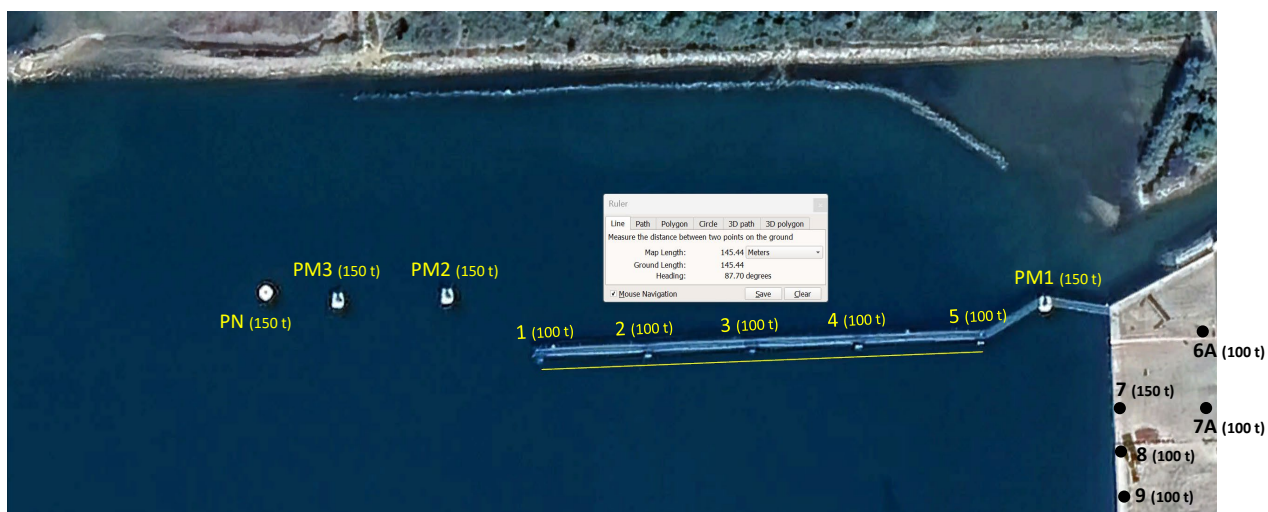 Ruler
Line Path Polygon Circle 3D path 3D polygon
Measure the distance between two points on the ground
Map Length: 145.44 Meters
Ground Length: 145.44
Heading: 87.70 degrees
Mouse Navigation Save Clear
PM3 (150 t)
PM2 (150 t)
PM1 (150 t)
PN (150 t)
1 (100 t)
2 (100 t)
3 (100 t)
4 (100 t)
5 (100 t)
6A (100 t)
7 (150 t)
7A (100 t)
8 (100 t)
9 (100 t)